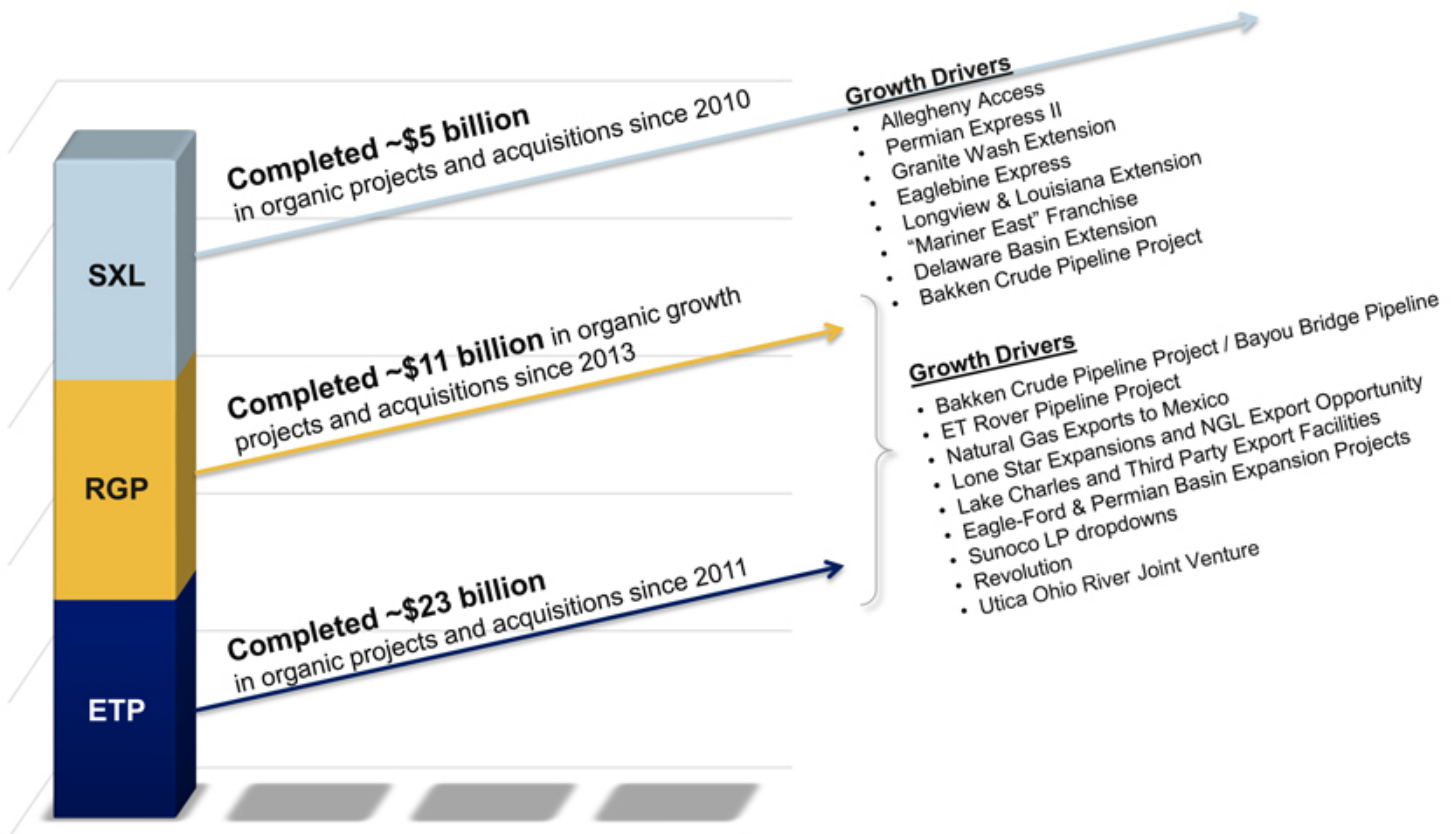 Completed ~$5 billion
in organic projects and acquisitions since 2010
Growth Drivers
• Allegheny Access
• Permian Express II
• Granite Wash Extension
• Eaglebine Express
• Longview & Louisiana Extension
• “Mariner East” Franchise
• Delaware Basin Extension
• Bakken Crude Pipeline Project
SXL
Completed ~$11 billion in organic growth
projects and acquisitions since 2013
RGP
Growth Drivers
• Bakken Crude Pipeline Project / Bayou Bridge Pipeline
• ET Rover Pipeline Project
• Natural Gas Exports to Mexico
• Lone Star Expansions and NGL Export Opportunity
• Lake Charles and Third Party Export Facilities
• Eagle-Ford & Permian Basin Expansion Projects
• Sunoco LP dropdowns
• Revolution
• Utica Ohio River Joint Venture
Completed ~$23 billion
in organic projects and acquisitions since 2011
ETP